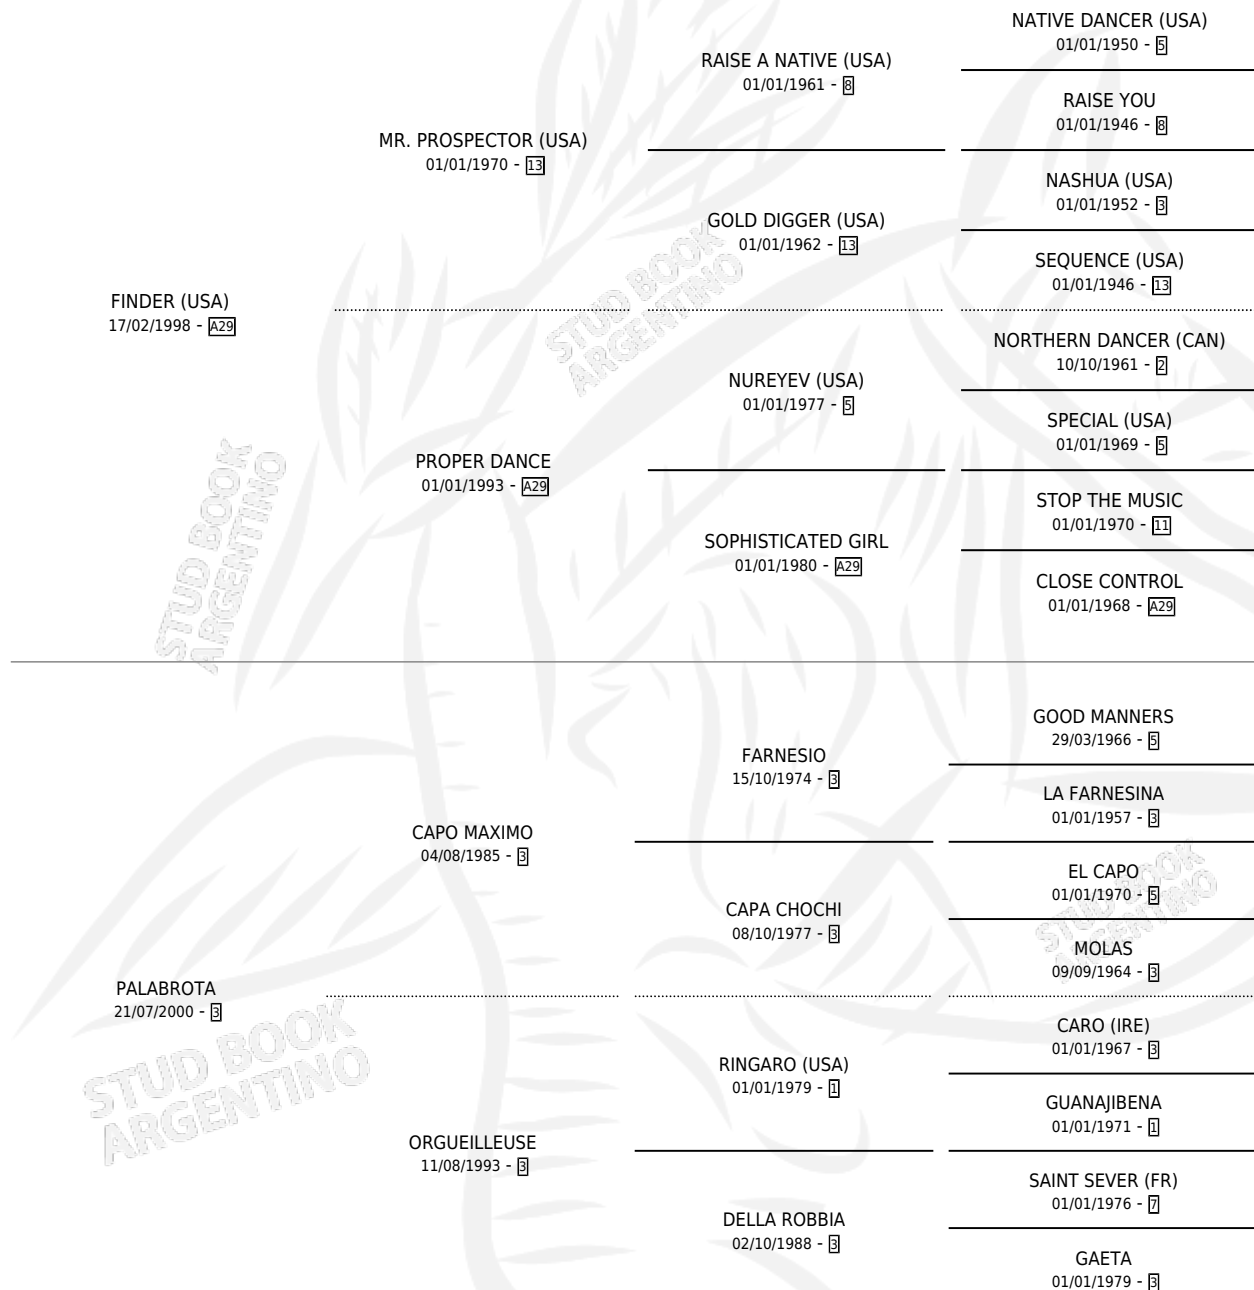 NATIVE DANCER (USA)
01/01/1950 - 5
RAISE A NATIVE (USA)
01/01/1961 - 8
RAISE YOU
01/01/1946 - 8
MR. PROSPECTOR (USA)
01/01/1970 - 13
NASHUA (USA)
01/01/1952 - 3
GOLD DIGGER (USA)
01/01/1962 - 13
SEQUENCE (USA)
01/01/1946 - 13
FINDER (USA)
17/02/1998 - A29
NORTHERN DANCER (CAN)
10/10/1961 - 2
NUREYEV (USA)
01/01/1977 - 5
SPECIAL (USA)
01/01/1969 - 5
PROPER DANCE
01/01/1993 - A29
STOP THE MUSIC
01/01/1970 - 11
SOPHISTICATED GIRL
01/01/1980 - A29
CLOSE CONTROL
01/01/1968 - A29
GOOD MANNERS
29/03/1966 - 5
FARNESIO
15/10/1974 - 3
LA FARNESINA
01/01/1957 - 3
CAPO MAXIMO
04/08/1985 - 3
EL CAPO
01/01/1970 - 5
CAPA CHOCHI
08/10/1977 - 3
MOLAS
09/09/1964 - 3
PALABROTA
21/07/2000 - 3
CARO (IRE)
01/01/1967 - 3
RINGARO (USA)
01/01/1979 - 1
GUANAJIBENA
01/01/1971 - 1
ORGUEILLEUSE
11/08/1993 - 3
SAINT SEVER (FR)
01/01/1976 - 7
DELLA ROBBIA
02/10/1988 - 3
GAETA
01/01/1979 - 3
STUD BOOK
ARGENTINO
STUD BOOK
ARGENTINO
STUD BOOK
ARGENTINO
STUD BOOK
ARGENTINO